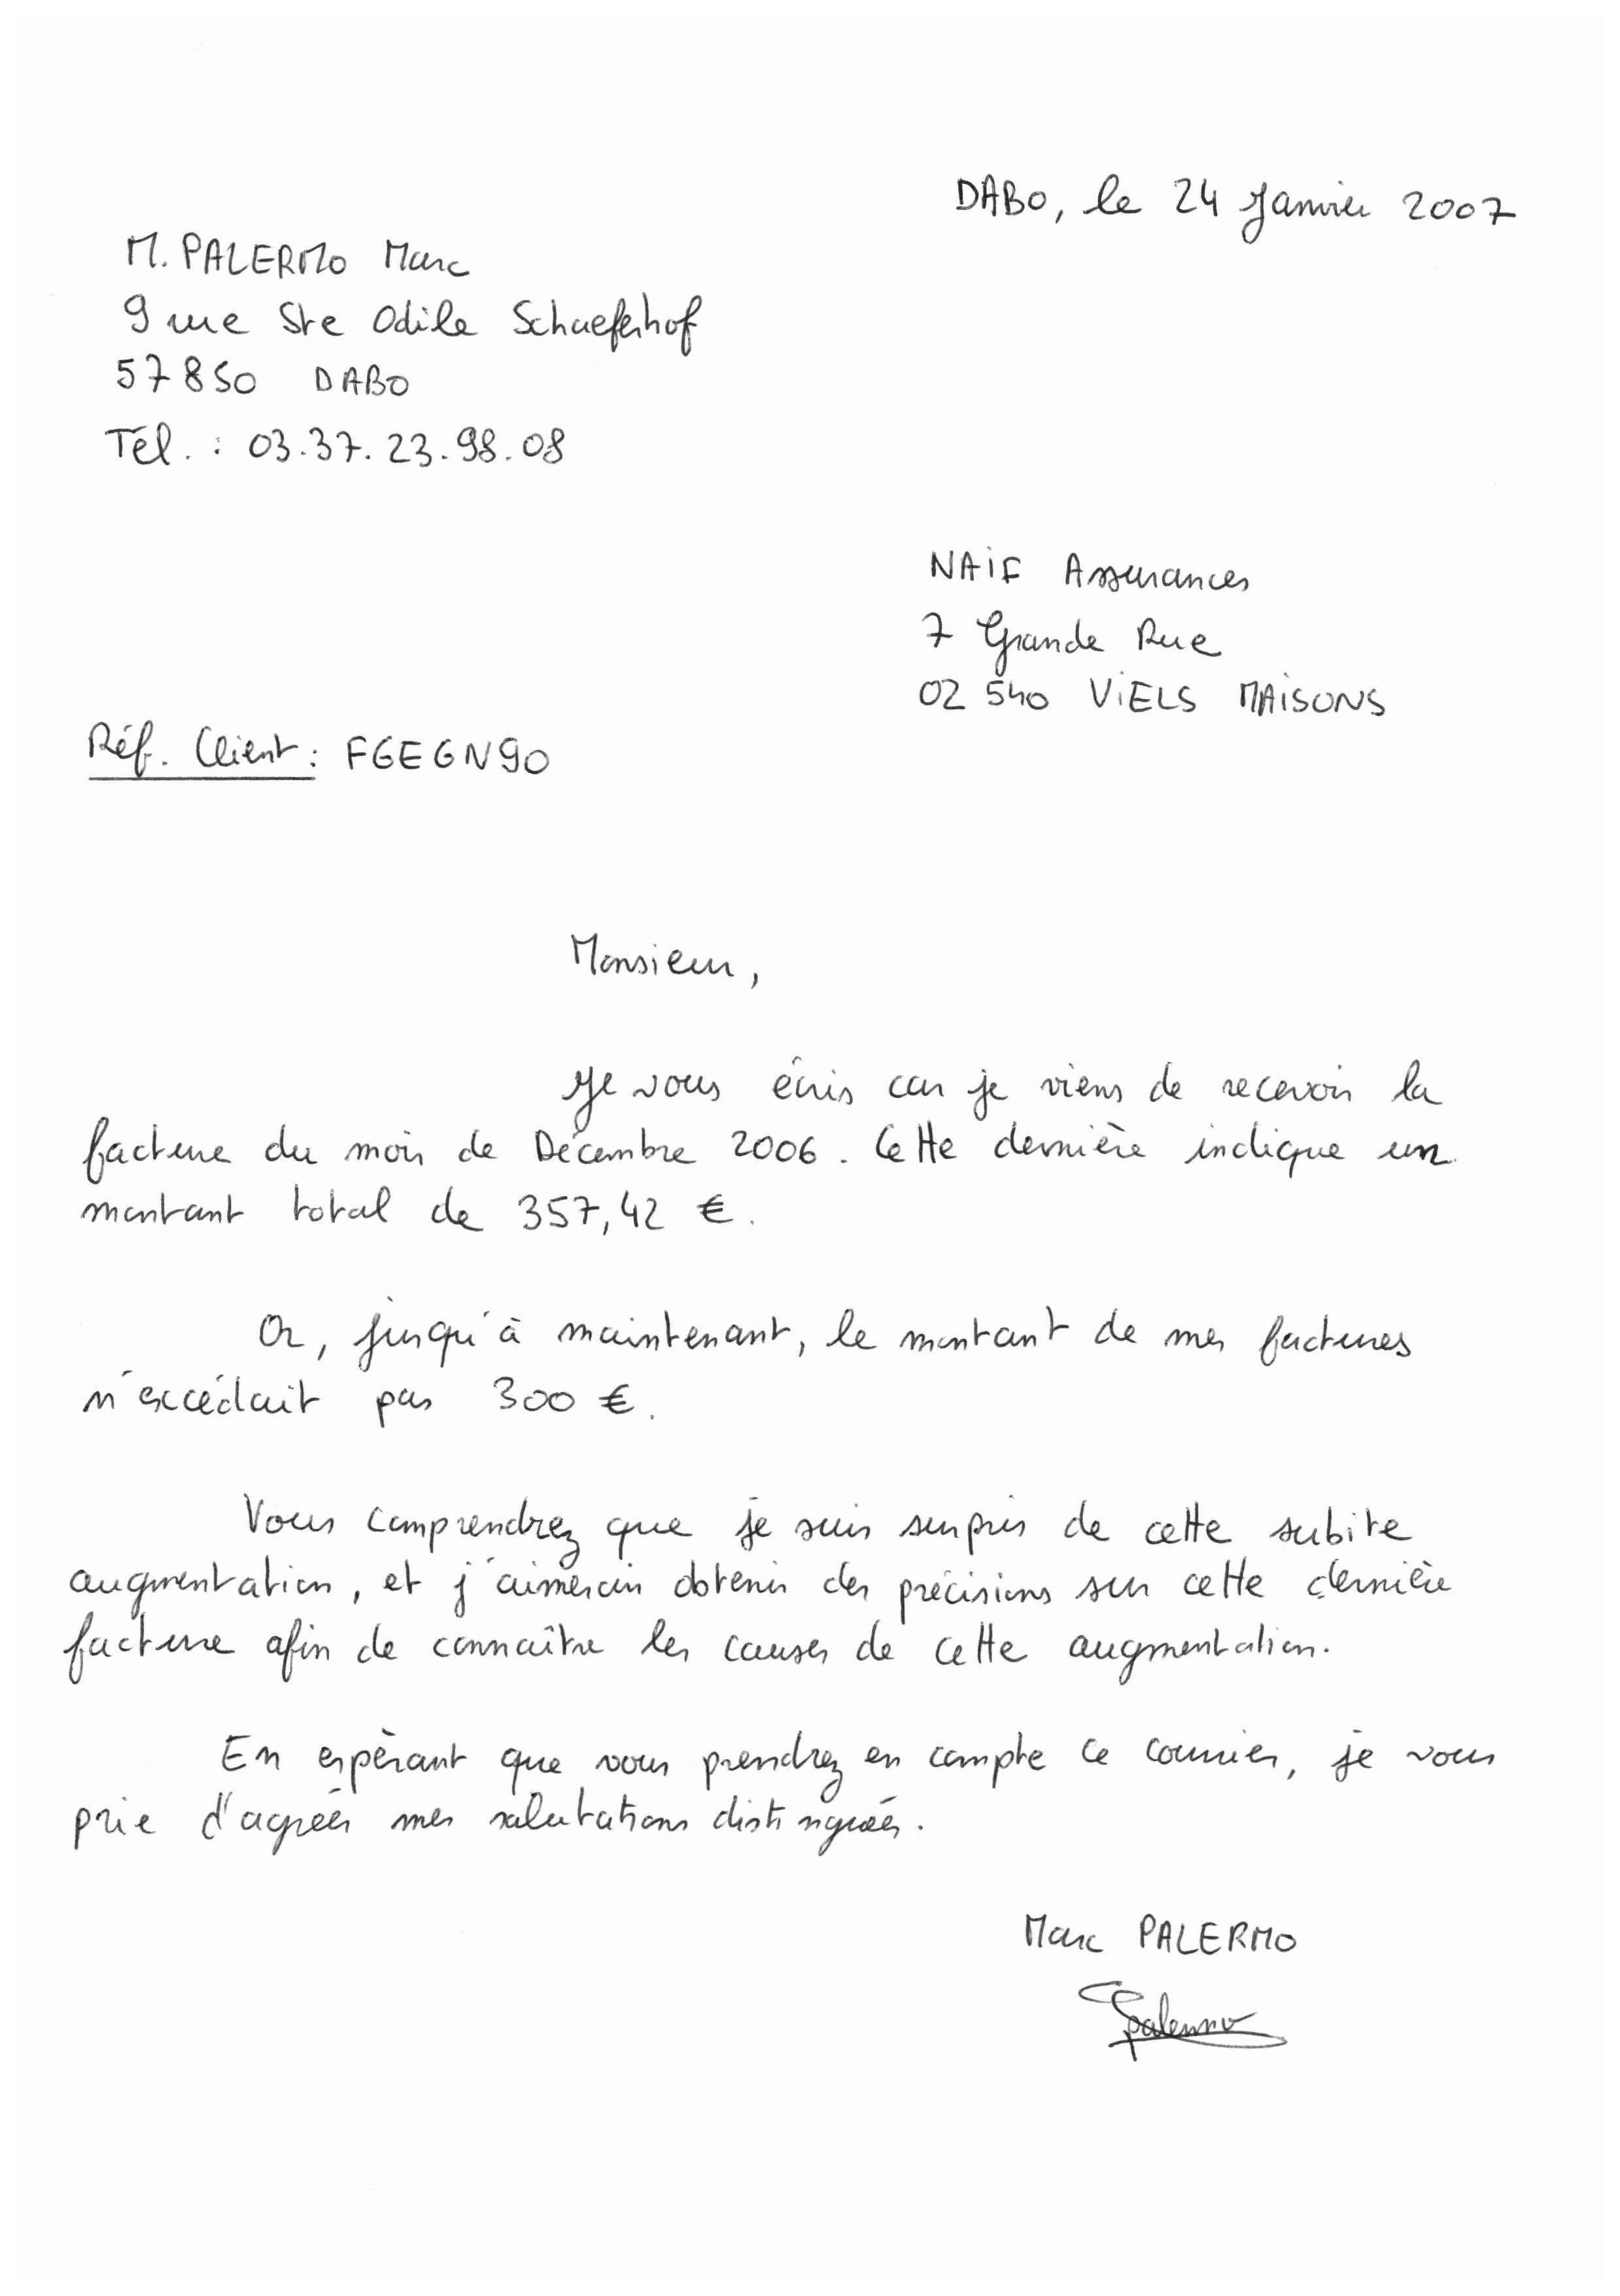 DABO, le 24 Janvier 2007
M. PALERMO Marc
9 rue Ste Odile Schaeferhof
57850 DABO
Tél. : 03.37.23.98.08
NAIF Assurances
7 Grande Rue
02 540 VIELS MAISONS
Réf. Client : FGEGN90
Monsieur,
Je vous écris car je viens de recevoir la
facture du mois de Décembre 2006. Cette dernière indique un
montant total de 357,42 €.
Or, jusqu'à maintenant, le montant de mes factures
n'excédait pas 300 €.
Vous comprendrez que je suis surpris de cette subite
augmentation, et j'aimerais obtenir des précisions sur cette dernière
facture afin de connaître les causes de cette augmentation.
En espérant que vous prendrez en compte ce courrier, je vous
prie d'agréer mes salutations distinguées.
Marc PALERMO
Palermo